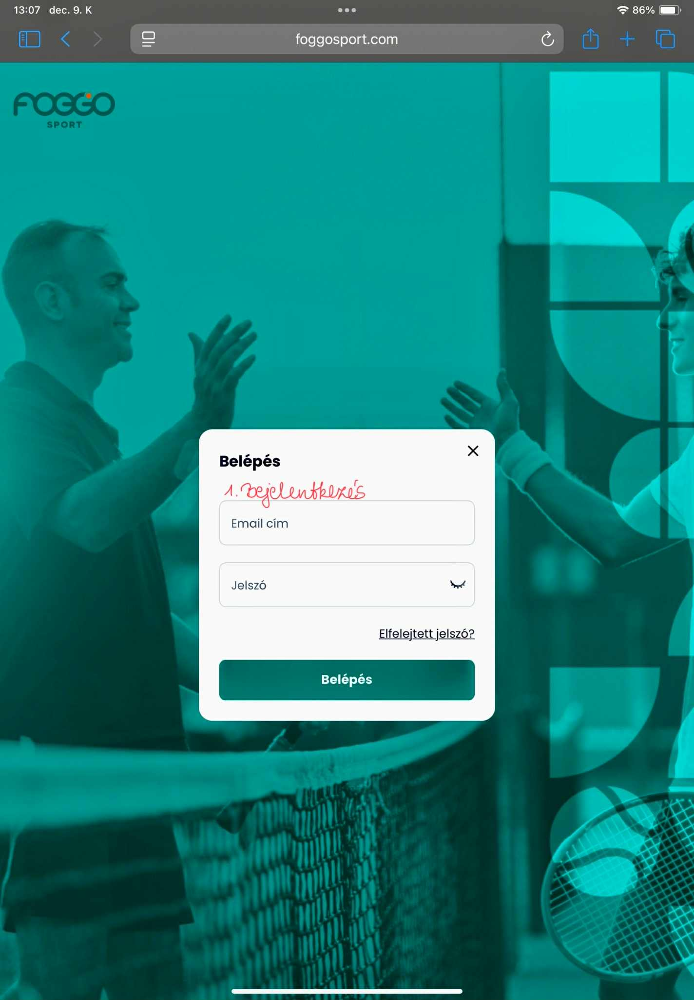 13:07 dec. 9. K
86%
foggosport.com
FOGGO
SPORT
Belépés
1. Bejelentkezés
Email cím
Jelszó
Elfelejtett jelszó?
Belépés